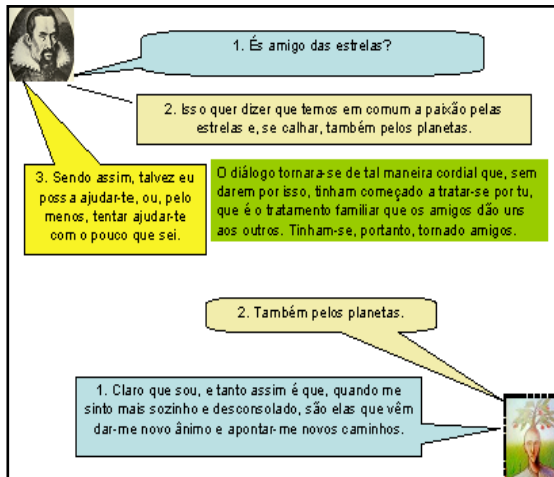 1. És amigo das estrelas?
2. Isso quer dizer que temos em comum a paixão pelas
estrelas e, se calhar, também pelos planetas.
3. Sendo assim, talvez eu
possa ajudar-te, ou, pelo
menos, tentar ajudar-te
com o pouco que sei.
O diálogo tornara-se de tal maneira cordial que, sem
darem por isso, tinham começado a tratar-se por tu,
que é o tratamento familiar que os amigos dão uns
aos outros. Tinham-se, portanto, tornado amigos.
2. Também pelos planetas.
1. Claro que sou, e tanto assim é que, quando me
sinto mais sozinho e desconsolado, são elas que vêm
dar-me novo ânimo e apontar-me novos caminhos.